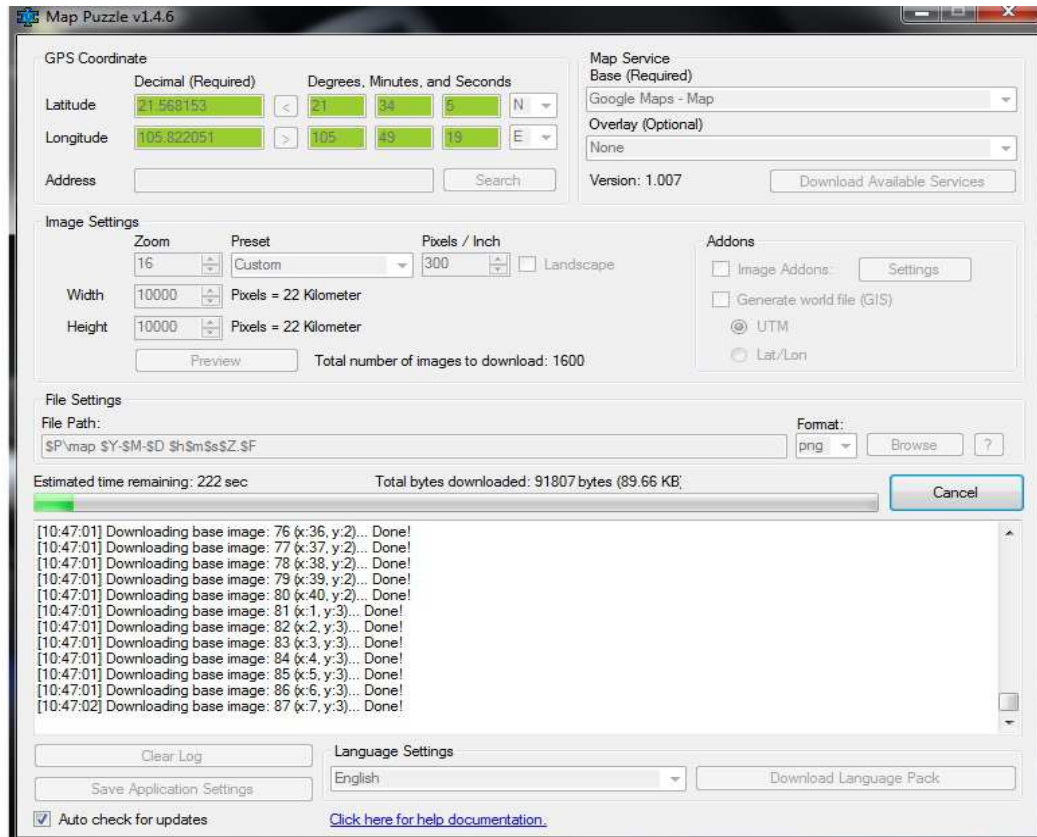 Map Puzzle v1.4.6
GPS Coordinate
Decimal (Required) Degrees, Minutes, and Seconds
Latitude 21.568153 < 21 34 5 N
Longitude 105.822051 > 105 49 19 E
Address Search
Map Service
Base (Required)
Google Maps - Map
Overlay (Optional)
None
Version: 1.007 Download Available Services
Image Settings
Zoom Preset Pixels / Inch
16 Custom 300 Landscape
Width 10000 Pixels = 22 Kilometer
Height 10000 Pixels = 22 Kilometer
Preview Total number of images to download: 1600
Addons
Image Addons: Settings
Generate world file (GIS)
UTM
Lat/Lon
File Settings
File Path: Format:
$P\map $Y-$M-$D $h$m$s$Z.$F png Browse ?
Estimated time remaining: 222 sec Total bytes downloaded: 91807 bytes (89.66 KB)
Cancel
[10:47:01] Downloading base image: 76 (x:36, y:2)... Done!
[10:47:01] Downloading base image: 77 (x:37, y:2)... Done!
[10:47:01] Downloading base image: 78 (x:38, y:2)... Done!
[10:47:01] Downloading base image: 79 (x:39, y:2)... Done!
[10:47:01] Downloading base image: 80 (x:40, y:2)... Done!
[10:47:01] Downloading base image: 81 (x:1, y:3)... Done!
[10:47:01] Downloading base image: 82 (x:2, y:3)... Done!
[10:47:01] Downloading base image: 83 (x:3, y:3)... Done!
[10:47:01] Downloading base image: 84 (x:4, y:3)... Done!
[10:47:01] Downloading base image: 85 (x:5, y:3)... Done!
[10:47:01] Downloading base image: 86 (x:6, y:3)... Done!
[10:47:02] Downloading base image: 87 (x:7, y:3)... Done!
Clear Log
Save Application Settings
Language Settings
English Download Language Pack
Auto check for updates Click here for help documentation.